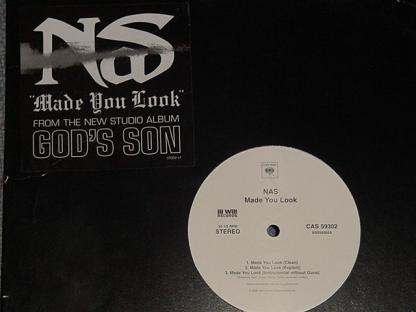 Nas
"Made You Look"
FROM THE NEW STUDIO ALBUM
GOD'S SON
NAS
Made You Look
ill Will
RECORDS
33 1/3 RPM
STEREO
CAS 59302
1. Made You Look (Clean)
2. Made You Look (Explicit)
3. Made You Look (Instrumental without Guns)